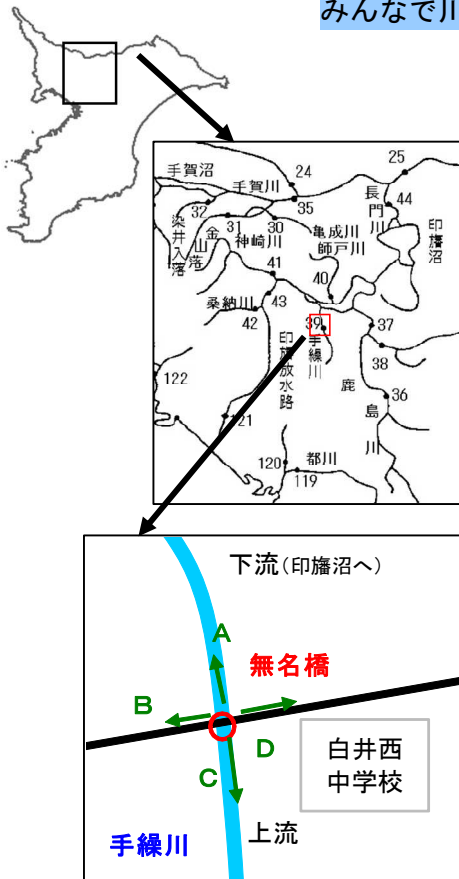 みんなで川
手賀沼
24
25
手賀川
長門川
44
32
35
印旛沼
染井入落
31
30
金山落
神崎川
亀成川
師戸川
41
40
桑納川
43
42
39
37
手繰川
38
印旛放水路
122
鹿島川
36
121
120
都川
119
下流(印旛沼へ)
A
無名橋
B
D
C
白井西
中学校
手繰川
上流